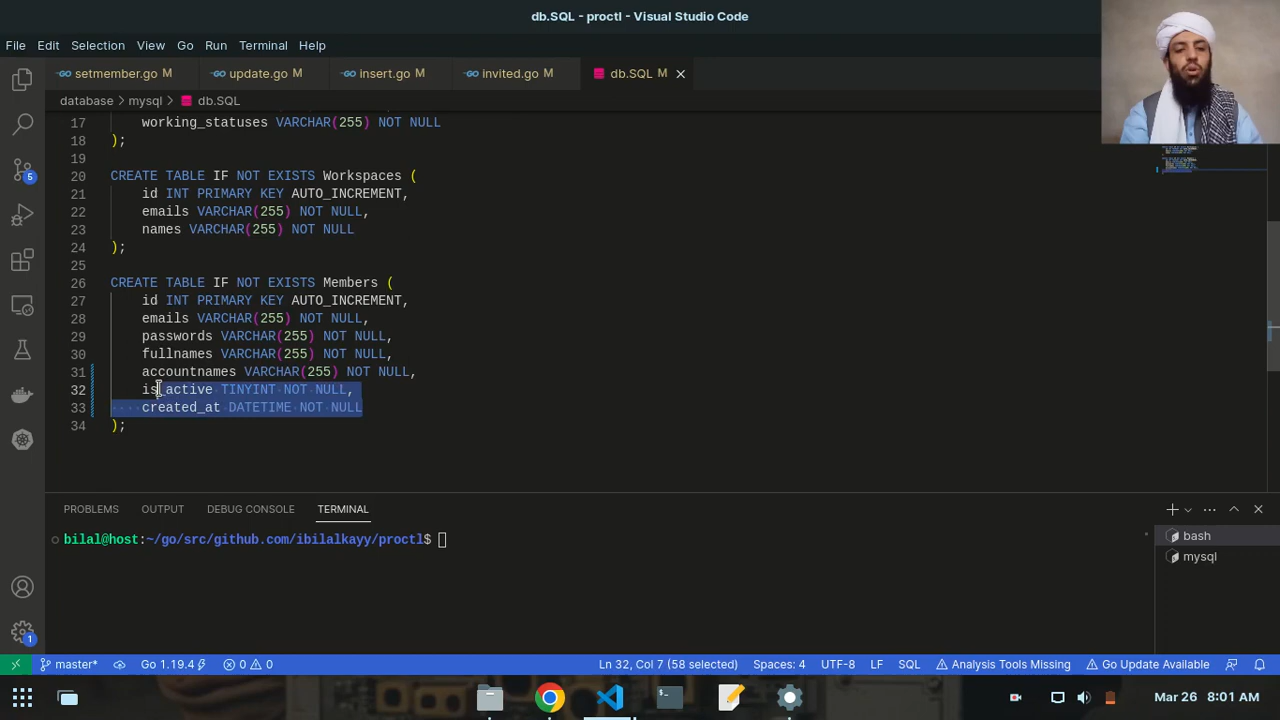 db.SQL - proctl - Visual Studio Code
File Edit Selection View Go Run Terminal Help
setmember.go M update.go M insert.go M invited.go M db.SQL M
database > mysql > db.SQL
17 working_statuses VARCHAR(255) NOT NULL
18 );
19
20 CREATE TABLE IF NOT EXISTS Workspaces (
21 id INT PRIMARY KEY AUTO_INCREMENT,
22 emails VARCHAR(255) NOT NULL,
23 names VARCHAR(255) NOT NULL
24 );
25
26 CREATE TABLE IF NOT EXISTS Members (
27 id INT PRIMARY KEY AUTO_INCREMENT,
28 emails VARCHAR(255) NOT NULL,
29 passwords VARCHAR(255) NOT NULL,
30 fullnames VARCHAR(255) NOT NULL,
31 accountnames VARCHAR(255) NOT NULL,
32 is_active TINYINT NOT NULL,
33 created_at DATETIME NOT NULL
34 );
5
PROBLEMS OUTPUT DEBUG CONSOLE TERMINAL
bilal@host:~/go/src/github.com/ibilalkayy/proctl$
bash
mysql
1
master* Go 1.19.4 0 0 Ln 32, Col 7 (58 selected) Spaces: 4 UTF-8 LF SQL Analysis Tools Missing Go Update Available
Mar 26 8:01 AM